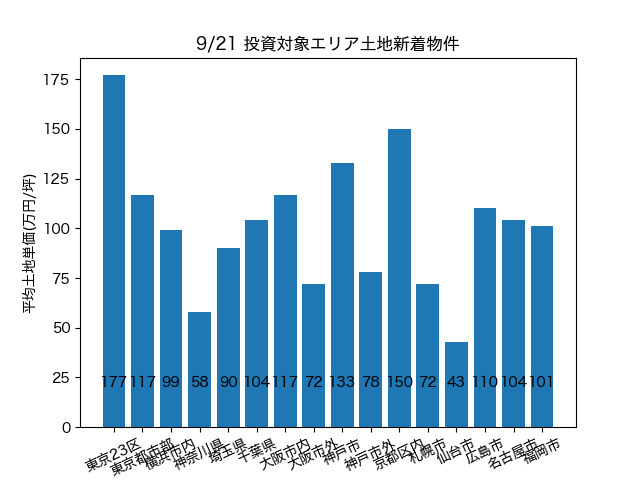 9/21 投資対象エリア土地新着物件
平均土地単価(万円/坪)
175
150
125
100
75
50
25
0
177 117 99 58 90 104 117 72 133 78 150 72 43 110 104 101
東京23区 東京都市部 横浜市内 神奈川県 埼玉県 千葉県 大阪市内 大阪市外 神戸市 神戸市外 京都区内 札幌市 仙台市 広島市 名古屋市 福岡市